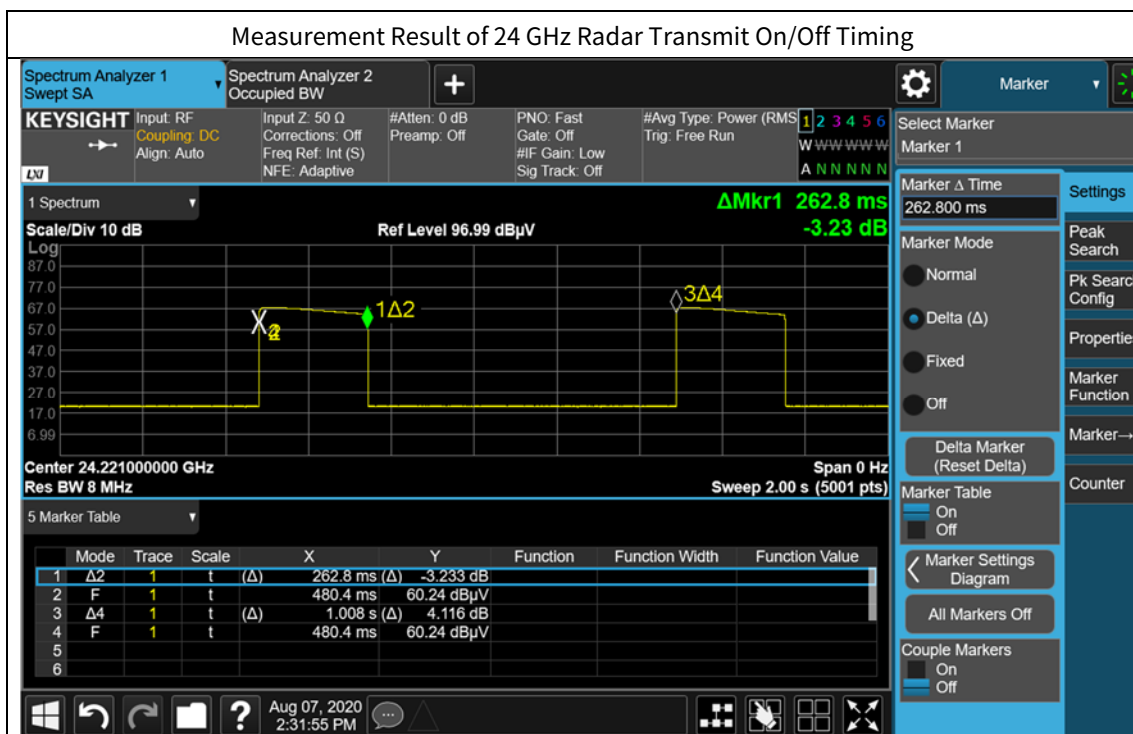 Measurement Result of 24 GHz Radar Transmit On/Off Timing
Spectrum Analyzer 1
Swept SA
Spectrum Analyzer 2
Occupied BW
+
Marker
KEYSIGHT
LXI
Input: RF
Coupling: DC
Align: Auto
Input Z: 50 Ω
Corrections: Off
Freq Ref: Int (S)
NFE: Adaptive
#Atten: 0 dB
Preamp: Off
PNO: Fast
Gate: Off
#IF Gain: Low
Sig Track: Off
#Avg Type: Power (RMS
Trig: Free Run
1 2 3 4 5 6
W W W W W W
A N N N N N
Select Marker
Marker 1
1 Spectrum
ΔMkr1 262.8 ms
-3.23 dB
Scale/Div 10 dB
Ref Level 96.99 dBµV
Log
87.0
77.0
67.0
57.0
47.0
37.0
27.0
17.0
6.99
1Δ2
3Δ4
Center 24.221000000 GHz
Res BW 8 MHz
Span 0 Hz
Sweep 2.00 s (5001 pts)
5 Marker Table
Mode Trace Scale X Y Function Function Width Function Value
1 Δ2 1 t (Δ) 262.8 ms (Δ) -3.233 dB
2 F 1 t 480.4 ms 60.24 dBµV
3 Δ4 1 t (Δ) 1.008 s (Δ) 4.116 dB
4 F 1 t 480.4 ms 60.24 dBµV
5
6
Marker Δ Time
262.800 ms
Marker Mode
Normal
Delta (Δ)
Fixed
Off
Delta Marker
(Reset Delta)
Marker Table
On
Off
Marker Settings
Diagram
All Markers Off
Couple Markers
On
Off
Settings
Peak
Search
Pk Searc
Config
Propertie
Marker
Function
Marker→
Counter
?
Aug 07, 2020
2:31:55 PM